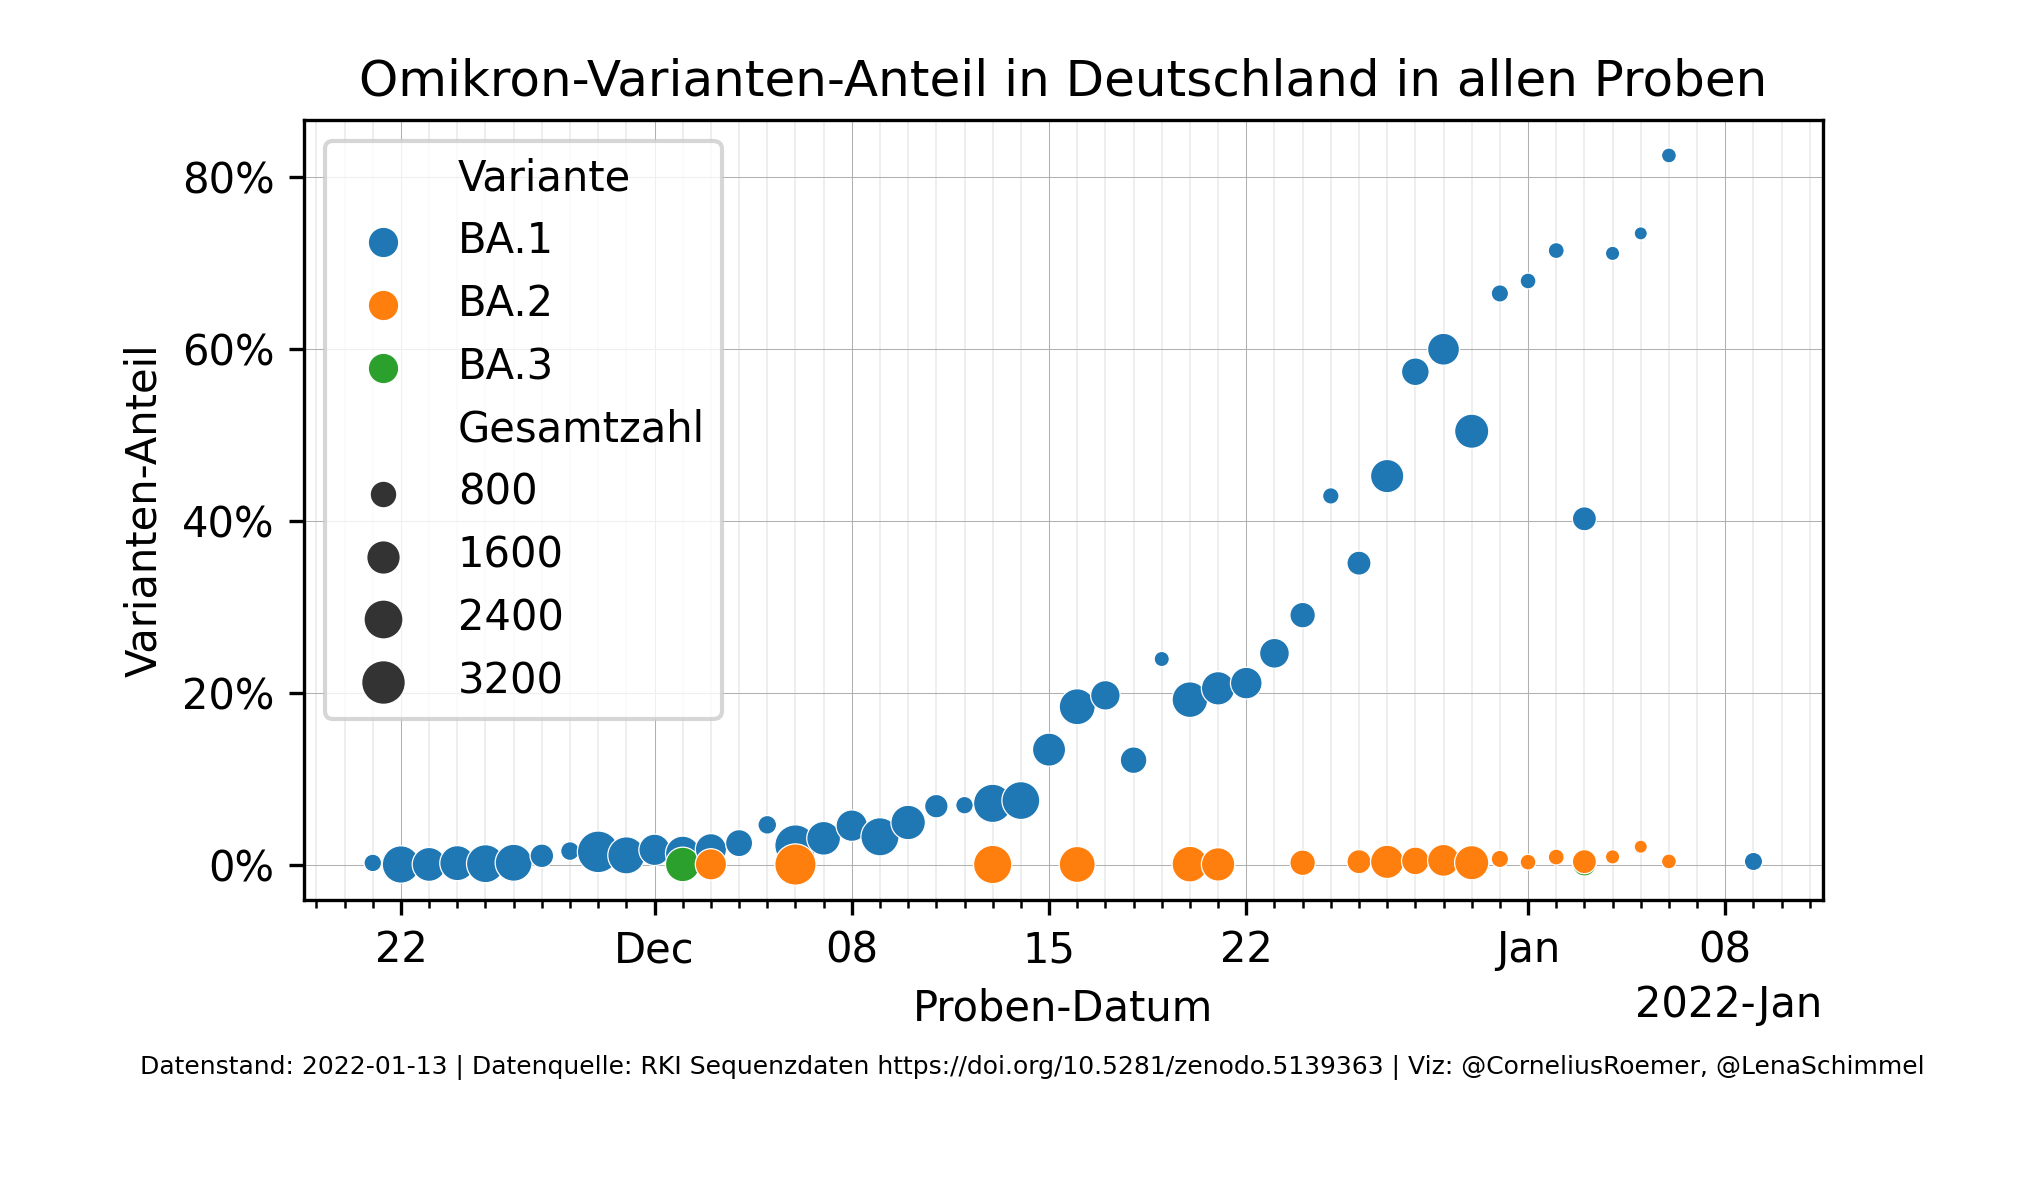 Omikron-Varianten-Anteil in Deutschland in allen Proben
Varianten-Anteil
80%
60%
40%
20%
0%
Variante
BA.1
BA.2
BA.3
Gesamtzahl
800
1600
2400
3200
22 Dec 08 15 22 Jan 08
Proben-Datum 2022-Jan
Datenstand: 2022-01-13 | Datenquelle: RKI Sequenzdaten https://doi.org/10.5281/zenodo.5139363 | Viz: @CorneliusRoemer, @LenaSchimmel